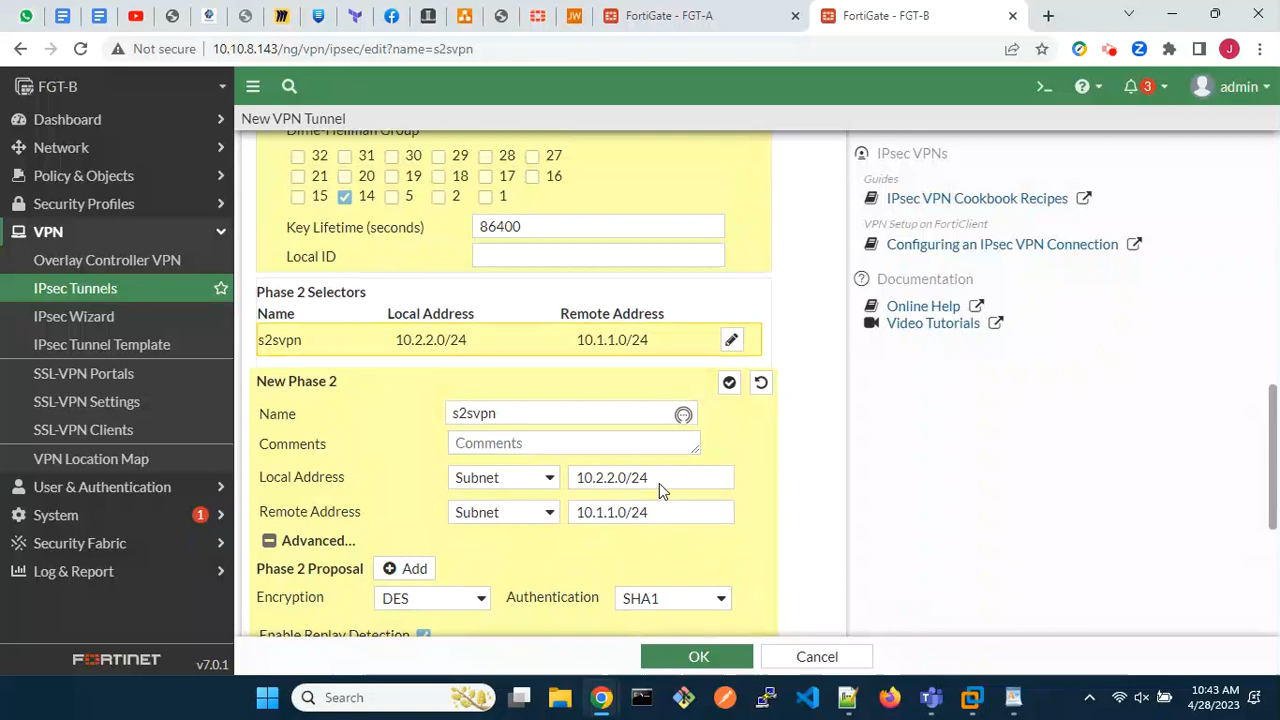 FortiGate - FGT-A
FortiGate - FGT-B
Not secure
10.10.8.143/ng/vpn/ipsec/edit?name=s2svpn
J
FGT-B
3
admin
New VPN Tunnel
Dashboard
Network
Policy & Objects
Security Profiles
VPN
Overlay Controller VPN
IPsec Tunnels
IPsec Wizard
IPsec Tunnel Template
SSL-VPN Portals
SSL-VPN Settings
SSL-VPN Clients
VPN Location Map
User & Authentication
System 1
Security Fabric
Log & Report
FORTINET v7.0.1
Diffie-Hellman Group
32 31 30 29 28 27
21 20 19 18 17 16
15 14 5 2 1
Key Lifetime (seconds) 86400
Local ID
Phase 2 Selectors
Name Local Address Remote Address
s2svpn 10.2.2.0/24 10.1.1.0/24
New Phase 2
Name s2svpn
Comments Comments
Local Address Subnet 10.2.2.0/24
Remote Address Subnet 10.1.1.0/24
Advanced...
Phase 2 Proposal Add
Encryption DES Authentication SHA1
Enable Replay Detection
OK Cancel
IPsec VPNs
Guides
IPsec VPN Cookbook Recipes
VPN Setup on FortiClient
Configuring an IPsec VPN Connection
Documentation
Online Help
Video Tutorials
Search
10:43 AM
4/28/2023